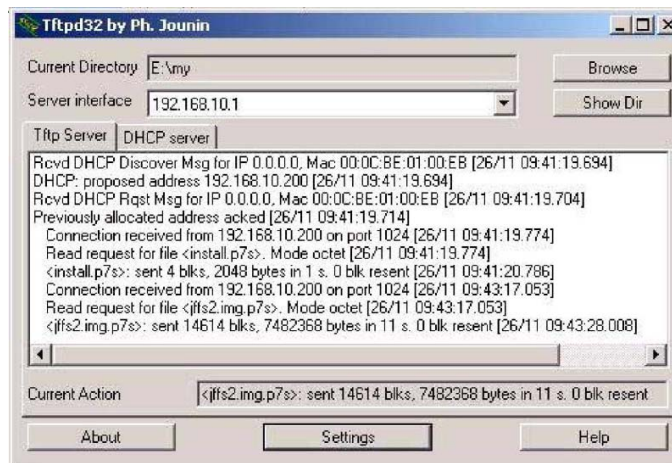 Tftpd32 by Ph. Jounin
Current Directory E:\my Browse
Server interface 192.168.10.1 Show Dir
Tftp Server DHCP server
Rcvd DHCP Discover Msg for IP 0.0.0.0, Mac 00:0C:BE:01:00:EB [26/11 09:41:19.694]
DHCP: proposed address 192.168.10.200 [26/11 09:41:19.694]
Rcvd DHCP Rqst Msg for IP 0.0.0.0, Mac 00:0C:BE:01:00:EB [26/11 09:41:19.704]
Previously allocated address acked [26/11 09:41:19.714]
Connection received from 192.168.10.200 on port 1024 [26/11 09:41:19.774]
Read request for file <install.p7s>. Mode octet [26/11 09:41:19.774]
<install.p7s>: sent 4 blks, 2048 bytes in 1 s. 0 blk resent [26/11 09:41:20.786]
Connection received from 192.168.10.200 on port 1024 [26/11 09:43:17.053]
Read request for file <jffs2.img.p7s>. Mode octet [26/11 09:43:17.053]
<jffs2.img.p7s>: sent 14614 blks, 7482368 bytes in 11 s. 0 blk resent [26/11 09:43:28.008]
Current Action <jffs2.img.p7s>: sent 14614 blks, 7482368 bytes in 11 s. 0 blk resent
About Settings Help